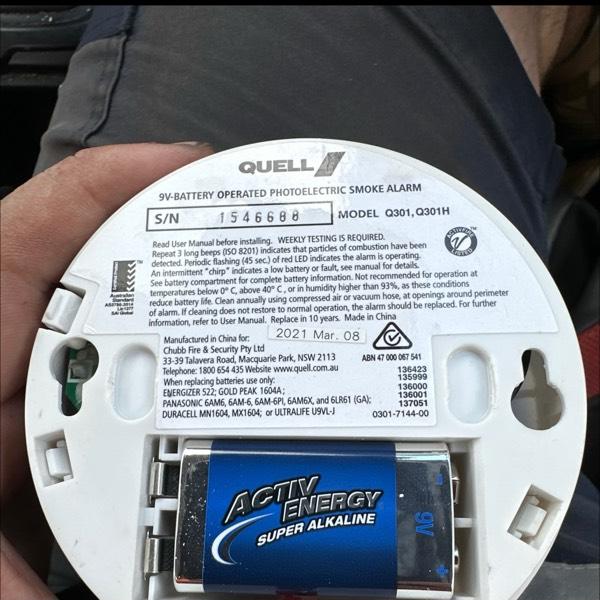 QUELL
9V-BATTERY OPERATED PHOTOELECTRIC SMOKE ALARM
S/N 1546688 MODEL Q301, Q301H
Read User Manual before installing. WEEKLY TESTING IS REQUIRED.
Repeat 3 long beeps (ISO 8201) indicates that particles of combustion have been
detected. Periodic flashing (45 sec.) of red LED indicates the alarm is operating.
An intermittent "chirp" indicates a low battery or fault, see manual for details.
See battery compartment for complete battery information. Not recommended for operation at
temperatures below 0° C, above 40° C, or in humidity higher than 93%, as these conditions
reduce battery life. Clean annually using compressed air or vacuum hose, at openings around perimeter
of alarm. If cleaning does not restore to normal operation, the alarm should be replaced. For further
information, refer to User Manual. Replace in 10 years. Made in China
ACTIVFIRE
LISTED
Australian
Standard
AS3786:2014
Lic1277
SAI Global
2021 Mar. 08
Manufactured in China for:
Chubb Fire & Security Pty Ltd
33-39 Talavera Road, Macquarie Park, NSW 2113
Telephone: 1800 654 435 Website www.quell.com.au
When replacing batteries use only:
ENERGIZER 522; GOLD PEAK 1604A;
PANASONIC 6AM6, 6AM-6, 6AM-6PI, 6AM6X, and 6LR61 (GA);
DURACELL MN1604, MX1604; or ULTRALIFE U9VL-J
ABN 47 000 067 541
136423
135999
136000
136001
137051
0301-7144-00
ACTIV
ENERGY
SUPER ALKALINE
9V
- +